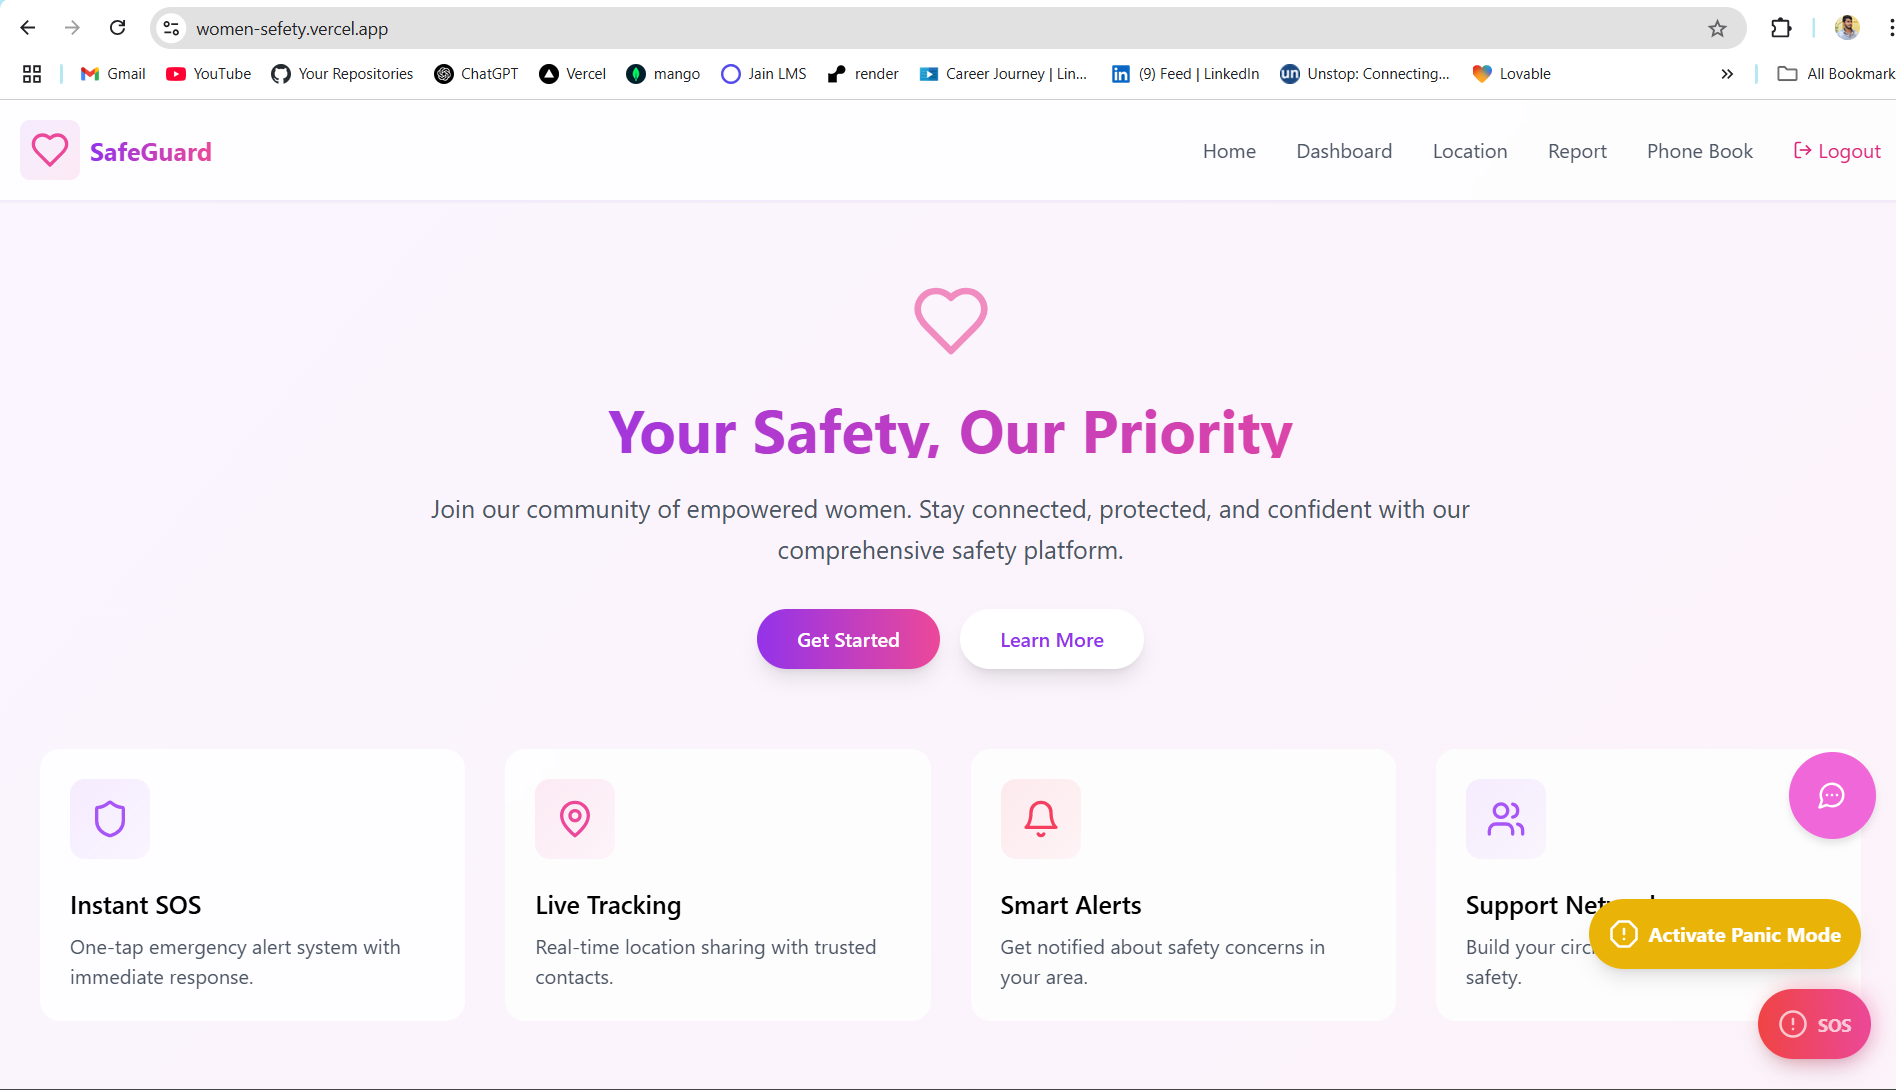 women-sefety.vercel.app
Gmail
YouTube
Your Repositories
ChatGPT
Vercel
mango
Jain LMS
render
Career Journey | Lin...
(9) Feed | LinkedIn
Unstop: Connecting...
Lovable
All Bookmark
SafeGuard
Home
Dashboard
Location
Report
Phone Book
Logout
Your Safety, Our Priority
Join our community of empowered women. Stay connected, protected, and confident with our
comprehensive safety platform.
Get Started
Learn More
Instant SOS
One-tap emergency alert system with
immediate response.
Live Tracking
Real-time location sharing with trusted
contacts.
Smart Alerts
Get notified about safety concerns in
your area.
Support
Build your
safety.
Activate Panic Mode
SOS